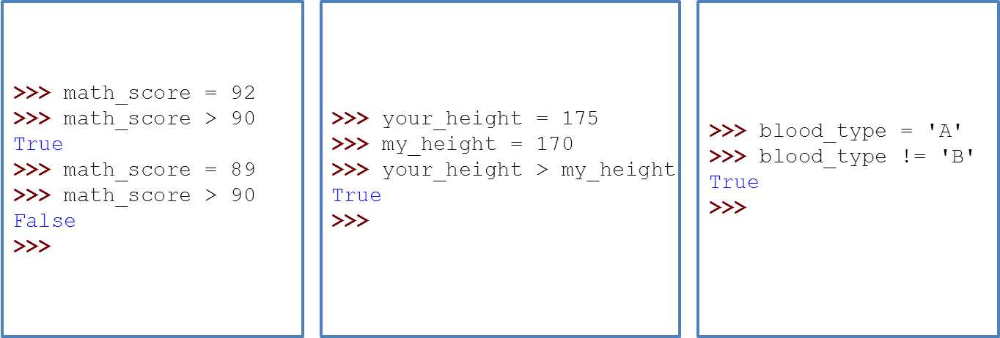 >>> math_score = 92
>>> math_score > 90
True
>>> math_score = 89
>>> math_score > 90
False
>>>
>>> your_height = 175
>>> my_height = 170
>>> your_height > my_height
True
>>>
>>> blood_type = 'A'
>>> blood_type != 'B'
True
>>>